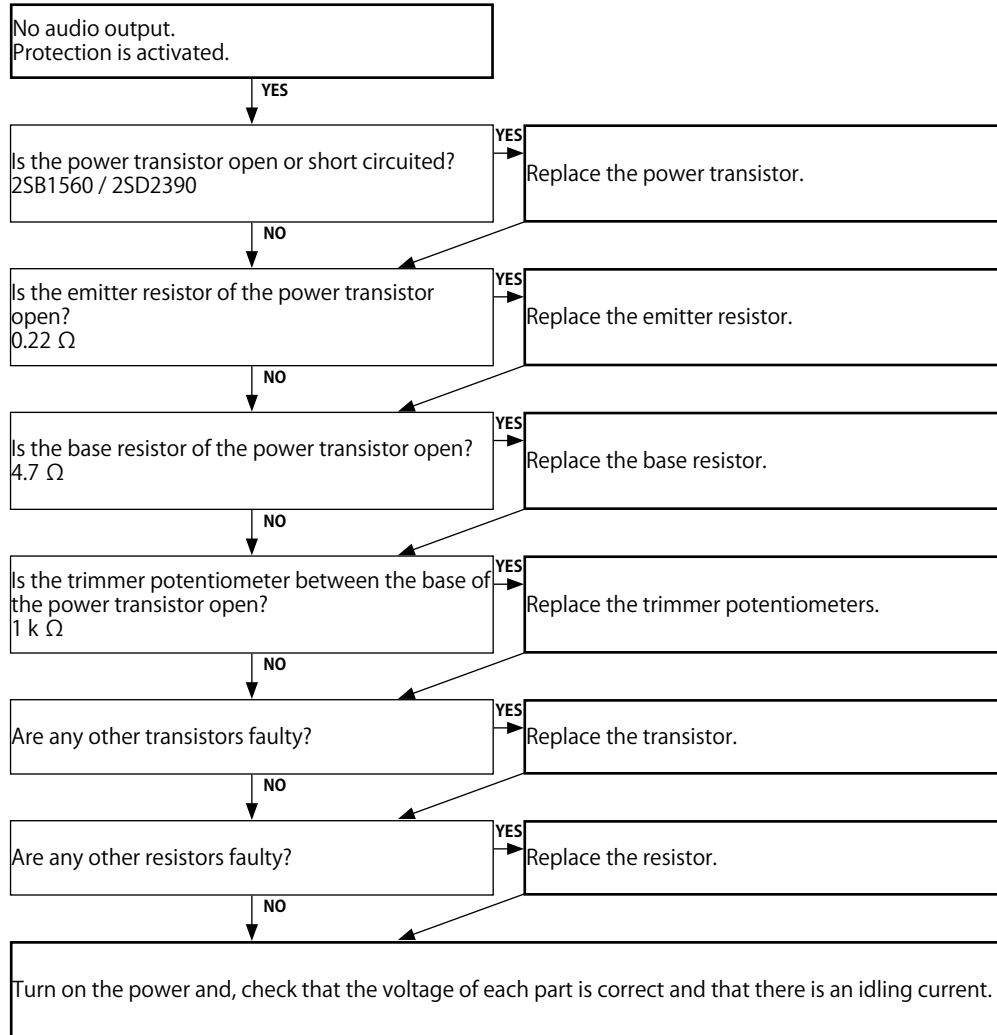 No audio output.
Protection is activated.
YES
Is the power transistor open or short circuited?
2SB1560 / 2SD2390
YES
Replace the power transistor.
NO
Is the emitter resistor of the power transistor
open?
0.22 Ω
YES
Replace the emitter resistor.
NO
Is the base resistor of the power transistor open?
4.7 Ω
YES
Replace the base resistor.
NO
Is the trimmer potentiometer between the base of
the power transistor open?
1 k Ω
YES
Replace the trimmer potentiometers.
NO
Are any other transistors faulty?
YES
Replace the transistor.
NO
Are any other resistors faulty?
YES
Replace the resistor.
NO
Turn on the power and, check that the voltage of each part is correct and that there is an idling current.